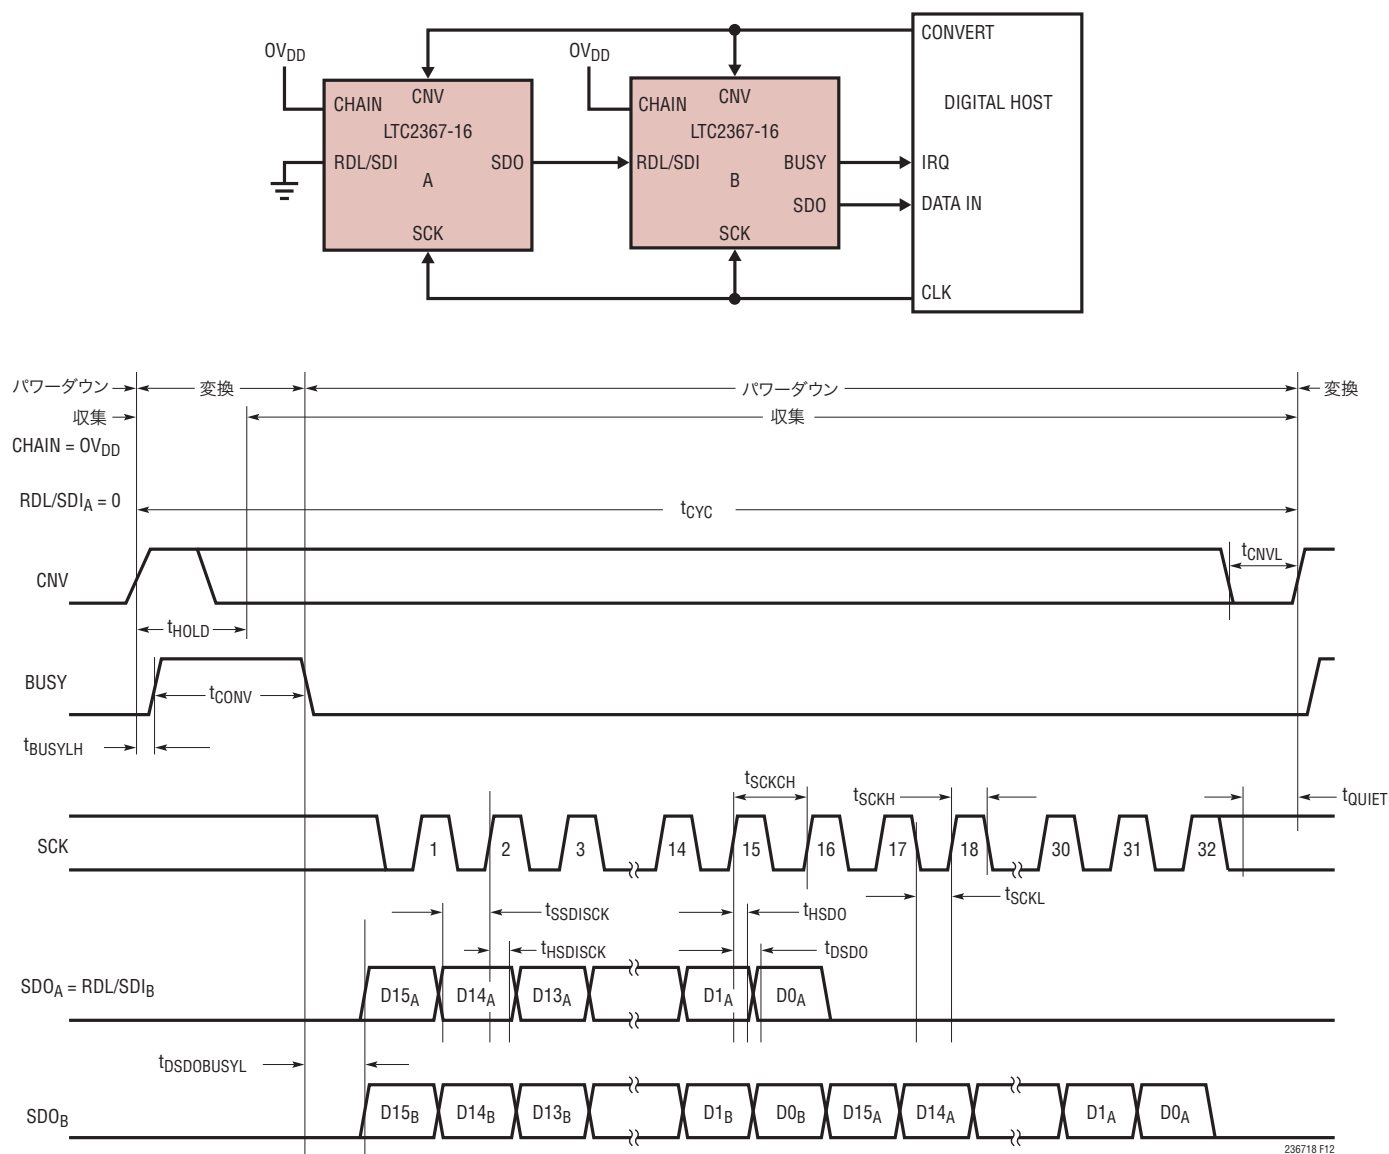 CONVERT
OVDD
OVDD
CHAIN
CNV
CHAIN
CNV
DIGITAL HOST
LTC2367-16
LTC2367-16
RDL/SDI
SDO
RDL/SDI
BUSY
IRQ
A
B
SDO
DATA IN
SCK
SCK
CLK
パワーダウン
変換
パワーダウン
変換
収集
収集
CHAIN = OVDD
RDL/SDIA = 0
tCYC
CNV
tCNVL
tHOLD
BUSY
tCONV
tBUSYLH
tSCKCH
tSCKH
tQUIET
SCK
1
2
3
14
15
16
17
18
30
31
32
tSSDISCK
tHSDO
tSCKL
tHSDISCK
tDSDO
SDOA = RDL/SDIB
D15A
D14A
D13A
D1A
D0A
tDSDOBUSYL
SDOB
D15B
D14B
D13B
D1B
D0B
D15A
D14A
D1A
D0A
236718 F12